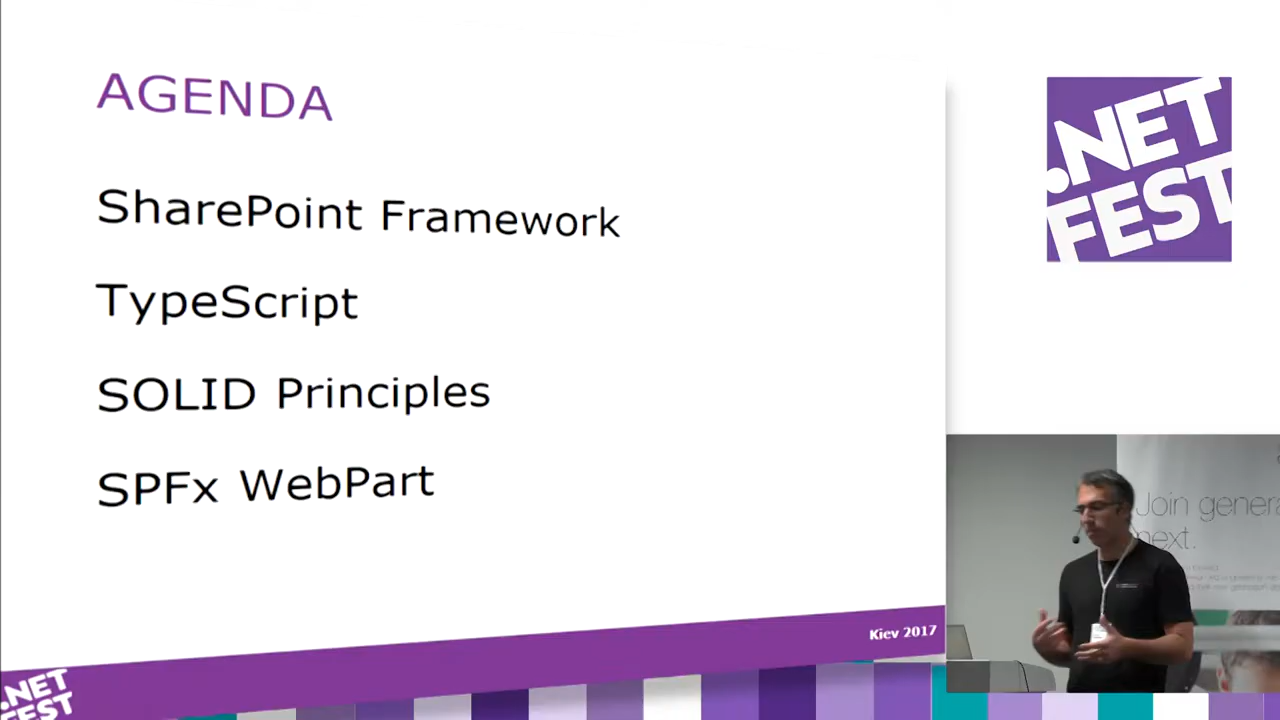 AGENDA
SharePoint Framework
TypeScript
SOLID Principles
SPFx WebPart
Kiev 2017
.NET
FEST
.NET
FEST
Join genera
next.